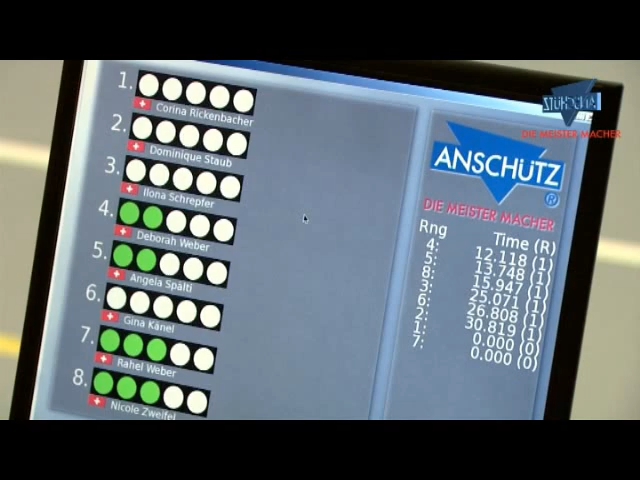 1.
Corina Rickenbacher
2.
Dominique Staub
3.
Ilona Schrepfer
4.
Deborah Weber
5.
Angela Spälti
6.
Gina Känel
7.
Rahel Weber
8.
Nicole Zweifel
ANSCHÜTZ
®
DIE MEISTER MACHER
Rng Time (R)
4: 12.118 (1)
5: 13.748 (1)
8: 15.947 (1)
3: 25.071 (1)
6: 26.808 (1)
2: 30.819 (1)
1: 0.000 (0)
7: 0.000 (0)
DIE MEISTER MACHER